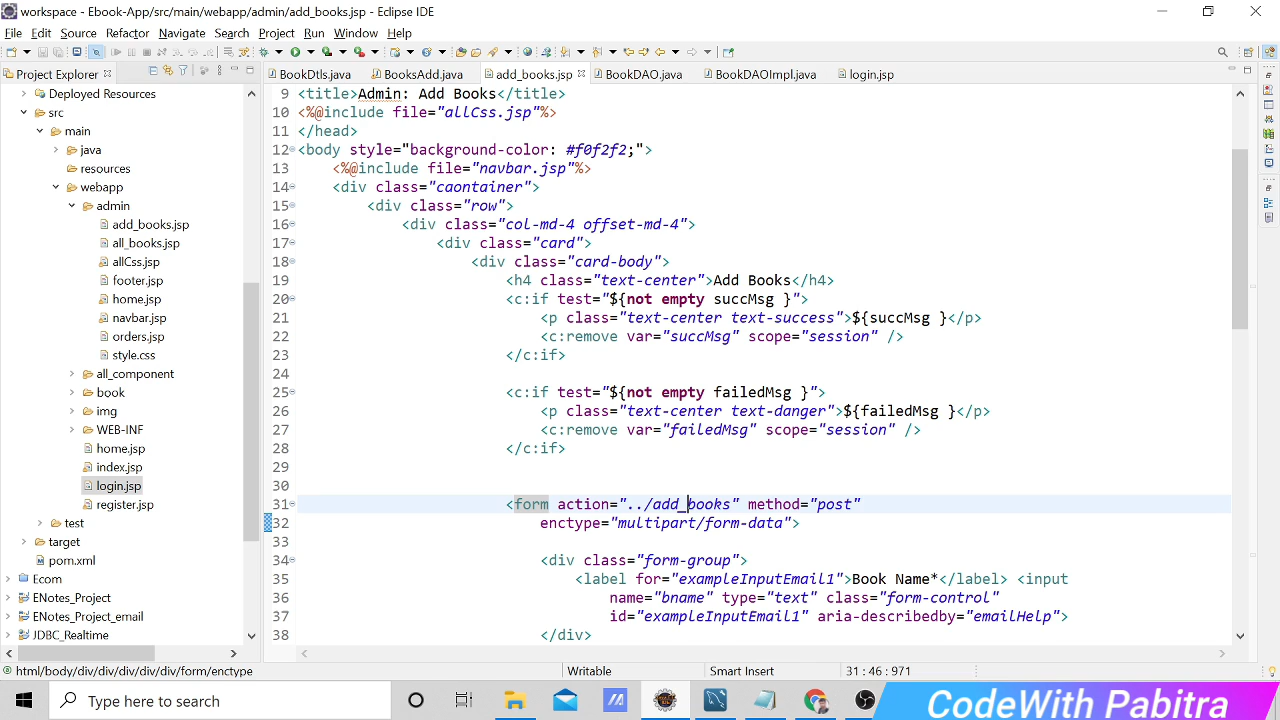 workspace - Ebook-App/src/main/webapp/admin/add_books.jsp - Eclipse IDE
File Edit Source Refactor Navigate Search Project Run Window Help
Project Explorer
BookDtls.java BooksAdd.java add_books.jsp BookDAO.java BookDAOImpl.java login.jsp
Deployed Resources
src
main
java
resources
webapp
admin
add_books.jsp
all_books.jsp
allCss.jsp
footer.jsp
home.jsp
navbar.jsp
orders.jsp
style.css
all_component
book
img
WEB-INF
home.jsp
index.jsp
login.jsp
register.jsp
test
target
pom.xml
Ecom
ENotes_Project
ENotes_Project_email
JDBC_Realtime
9 <title>Admin: Add Books</title>
10 <%@include file="allCss.jsp"%>
11 </head>
12 <body style="background-color: #f0f2f2;">
13 <%@include file="navbar.jsp"%>
14 <div class="caontainer">
15 <div class="row">
16 <div class="col-md-4 offset-md-4">
17 <div class="card">
18 <div class="card-body">
19 <h4 class="text-center">Add Books</h4>
20 <c:if test="${not empty succMsg }">
21 <p class="text-center text-success">${succMsg }</p>
22 <c:remove var="succMsg" scope="session" />
23 </c:if>
24
25 <c:if test="${not empty failedMsg }">
26 <p class="text-center text-danger">${failedMsg }</p>
27 <c:remove var="failedMsg" scope="session" />
28 </c:if>
29
30
31 <form action="../add_books" method="post"
32 enctype="multipart/form-data">
33
34 <div class="form-group">
35 <label for="exampleInputEmail1">Book Name*</label> <input
36 name="bname" type="text" class="form-control"
37 id="exampleInputEmail1" aria-describedby="emailHelp">
38 </div>
html/body/div/div/div/div/div/form/enctype Writable Smart Insert 31 : 46 : 971
Type here to search
CodeWith Pabitra